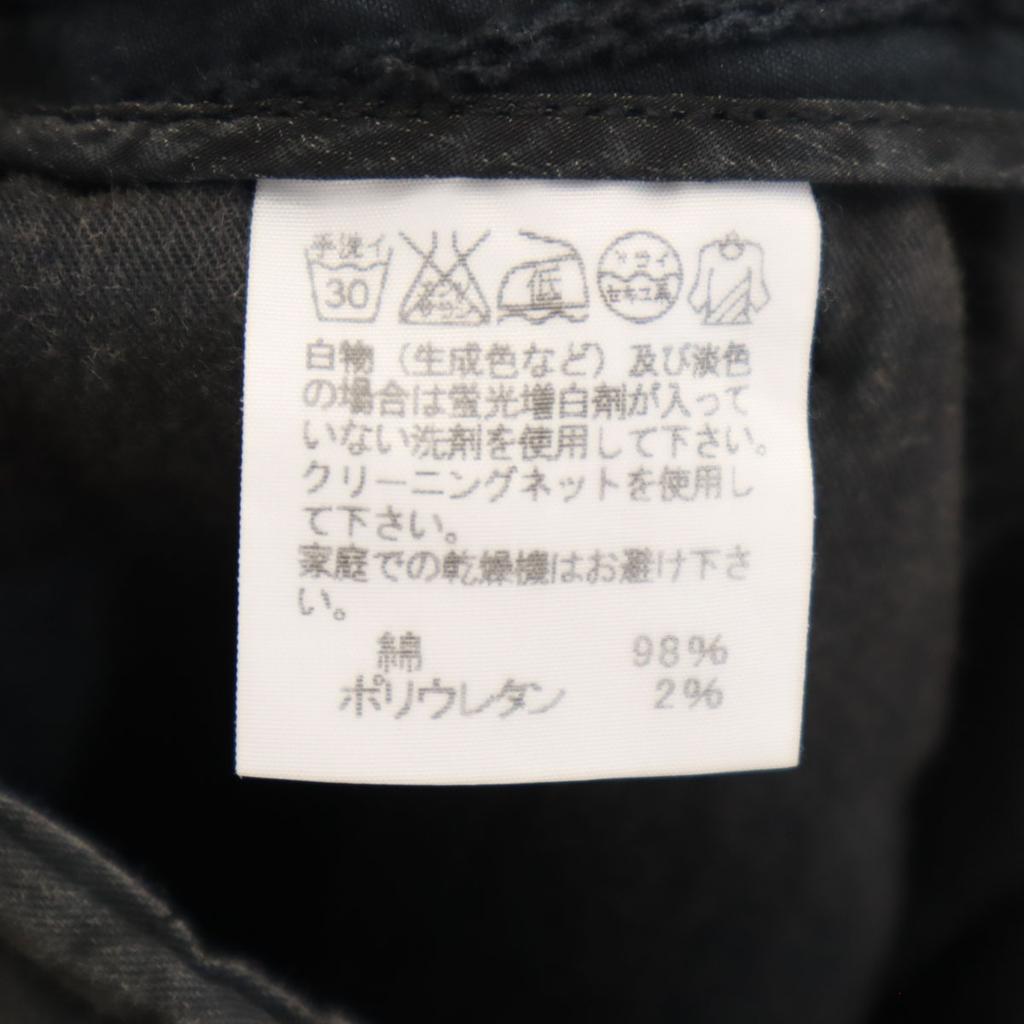 手洗イ
30
低
白物（生成色など）及び淡色
の場合は蛍光増白剤が入って
いない洗剤を使用して下さい。
クリーニングネットを使用し
て下さい。
家庭での乾燥機はお避け下さ
い。
綿 98%
ポリウレタン 2%